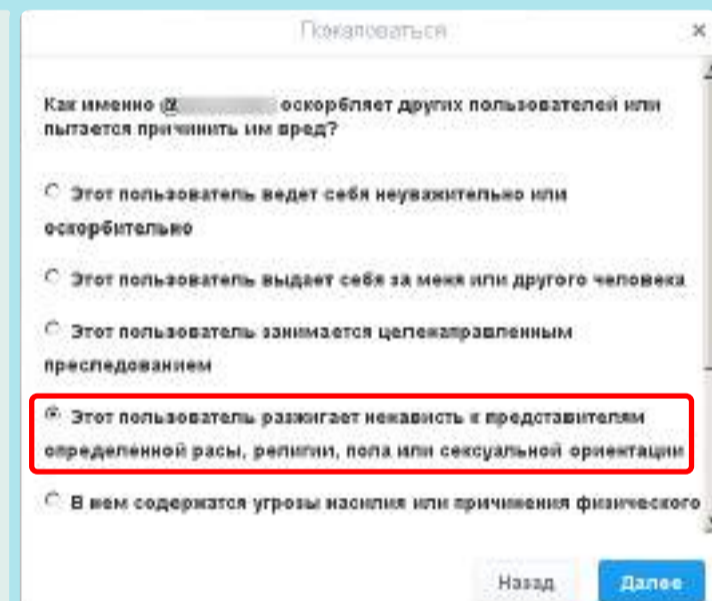 Пожаловаться ×
Как именно @ оскорбляет других пользователей или
пытается причинить им вред?
Этот пользователь ведет себя неуважительно или
оскорбительно
Этот пользователь выдает себя за меня или другого человека
Этот пользователь занимается целенаправленным
преследованием
Этот пользователь разжигает ненависть к представителям
определенной расы, религии, пола или сексуальной ориентации
В нем содержатся угрозы насилия или причинения физического
Назад Далее